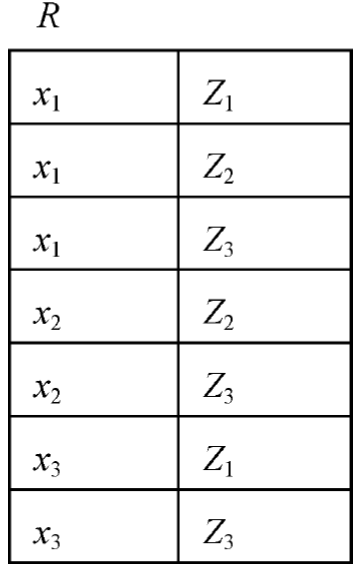 R
x₁ Z₁
x₁ Z₂
x₁ Z₃
x₂ Z₂
x₂ Z₃
x₃ Z₁
x₃ Z₃